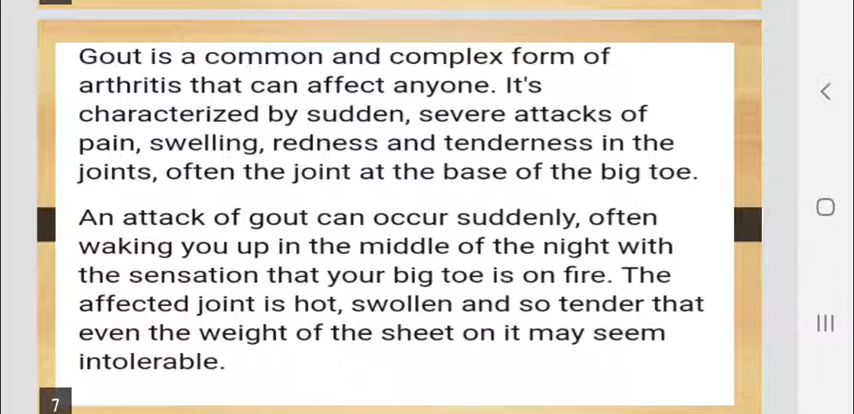 Gout is a common and complex form of
arthritis that can affect anyone. It's
characterized by sudden, severe attacks of
pain, swelling, redness and tenderness in the
joints, often the joint at the base of the big toe.
An attack of gout can occur suddenly, often
waking you up in the middle of the night with
the sensation that your big toe is on fire. The
affected joint is hot, swollen and so tender that
even the weight of the sheet on it may seem
intolerable.
7